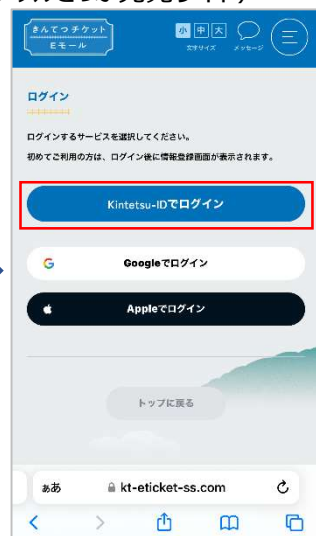 きんてつチケット
Eモール
小 中 大
文字サイズ
メッセージ
ログイン
ログインするサービスを選択してください。
初めてご利用の方は、ログイン後に情報登録画面が表示されます。
Kintetsu-IDでログイン
Googleでログイン
Appleでログイン
トップに戻る
ぁあ
kt-eticket-ss.com